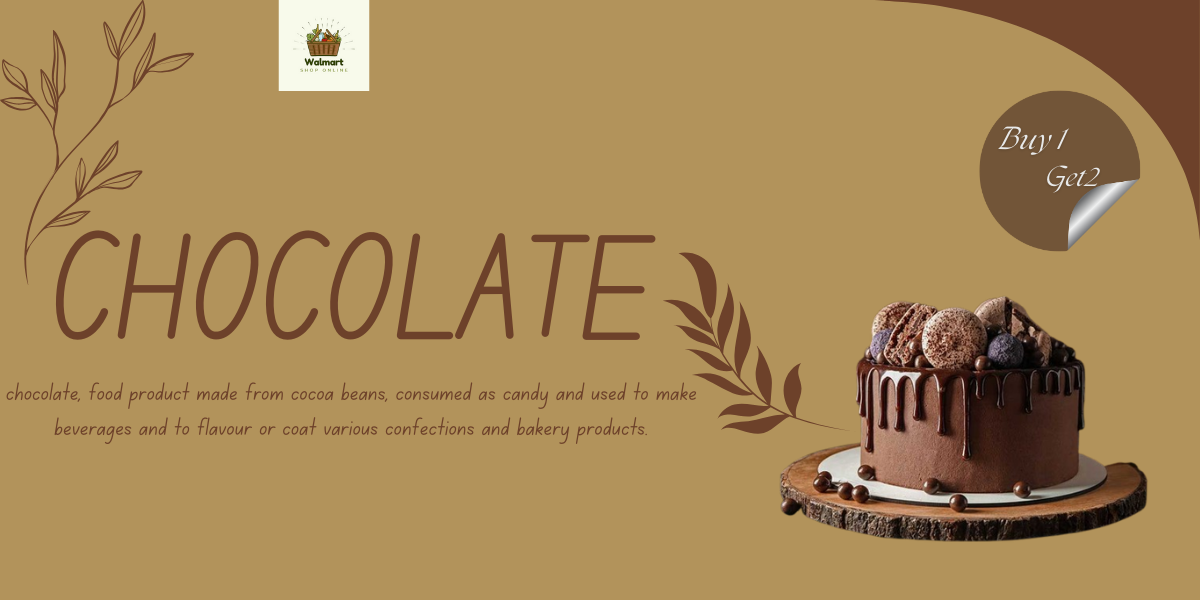 Walmart
SHOP ONLINE
Buy 1
Get2
CHOCOLATE
chocolate, food product made from cocoa beans, consumed as candy and used to make
beverages and to flavour or coat various confections and bakery products.